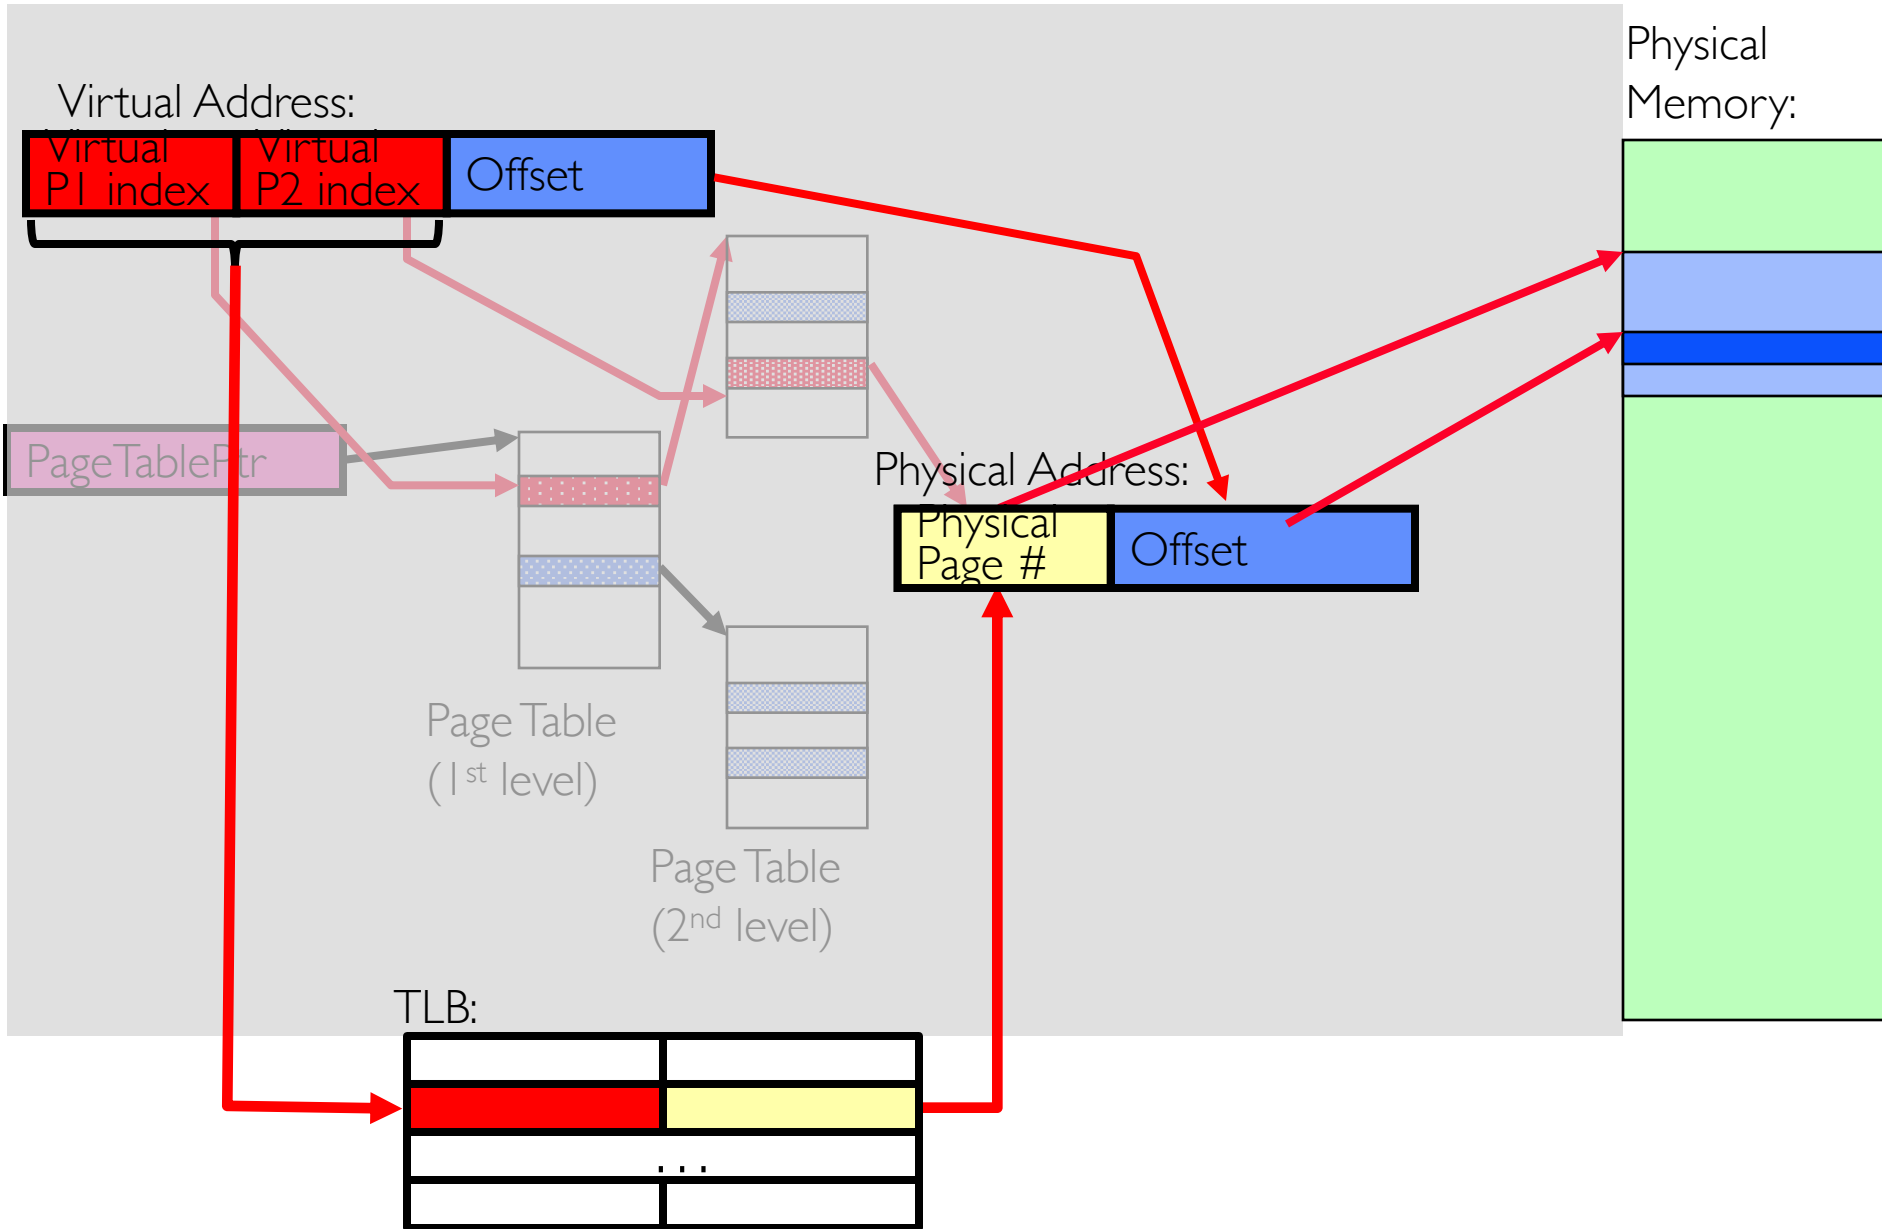 Physical
Memory:
Virtual Address:
Virtual
P1 index
Virtual
P2 index
Offset
PageTablePtr
Physical Address:
Physical
Page #
Offset
Page Table
(1st level)
Page Table
(2nd level)
TLB:
...